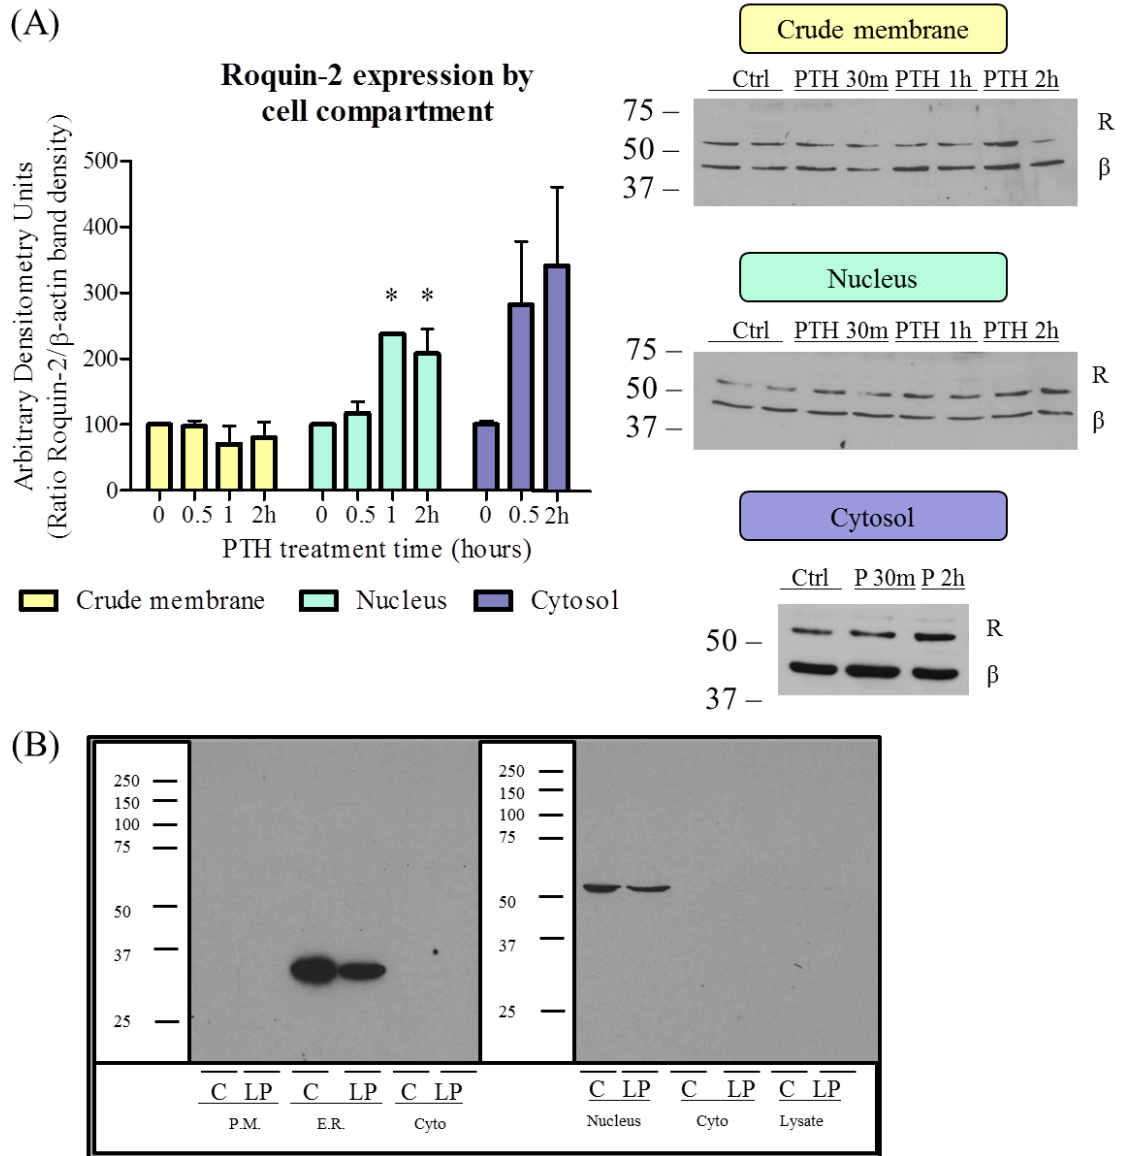 (A)
Roquin-2 expression by
cell compartment
Arbitrary Densitometry Units
(Ratio Roquin-2/β-actin band density)
500
400
300
200
100
0
0 0.5 1 2h 0 0.5 1 2h 0 0.5 2h
PTH treatment time (hours)
Crude membrane Nucleus Cytosol
Crude membrane
Ctrl PTH 30m PTH 1h PTH 2h
75 –
50 –
37 –
R
β
Nucleus
Ctrl PTH 30m PTH 1h PTH 2h
75 –
50 –
37 –
R
β
Cytosol
Ctrl P 30m P 2h
50 –
37 –
R
β
* *
(B)
250
150
100
75
50
37
25
C LP C LP C LP
P.M. E.R. Cyto
250
150
100
75
50
37
25
C LP C LP C LP
Nucleus Cyto Lysate